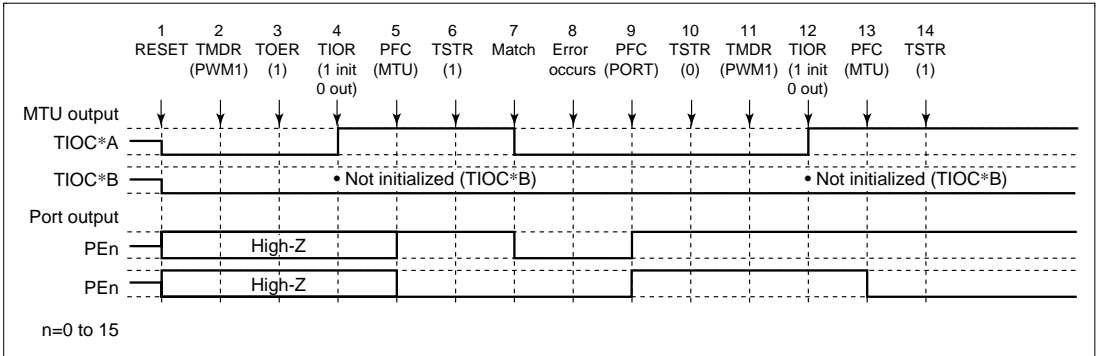 1 2 3 4 5 6 7 8 9 10 11 12 13 14
RESET TMDR TOER TIOR PFC TSTR Match Error PFC TSTR TMDR TIOR PFC TSTR
(PWM1) (1) (1 init (MTU) (1) occurs (PORT) (0) (PWM1) (1 init (MTU) (1)
0 out) 0 out)
MTU output
TIOC*A
TIOC*B • Not initialized (TIOC*B) • Not initialized (TIOC*B)
Port output
PEn High-Z
PEn High-Z
n=0 to 15